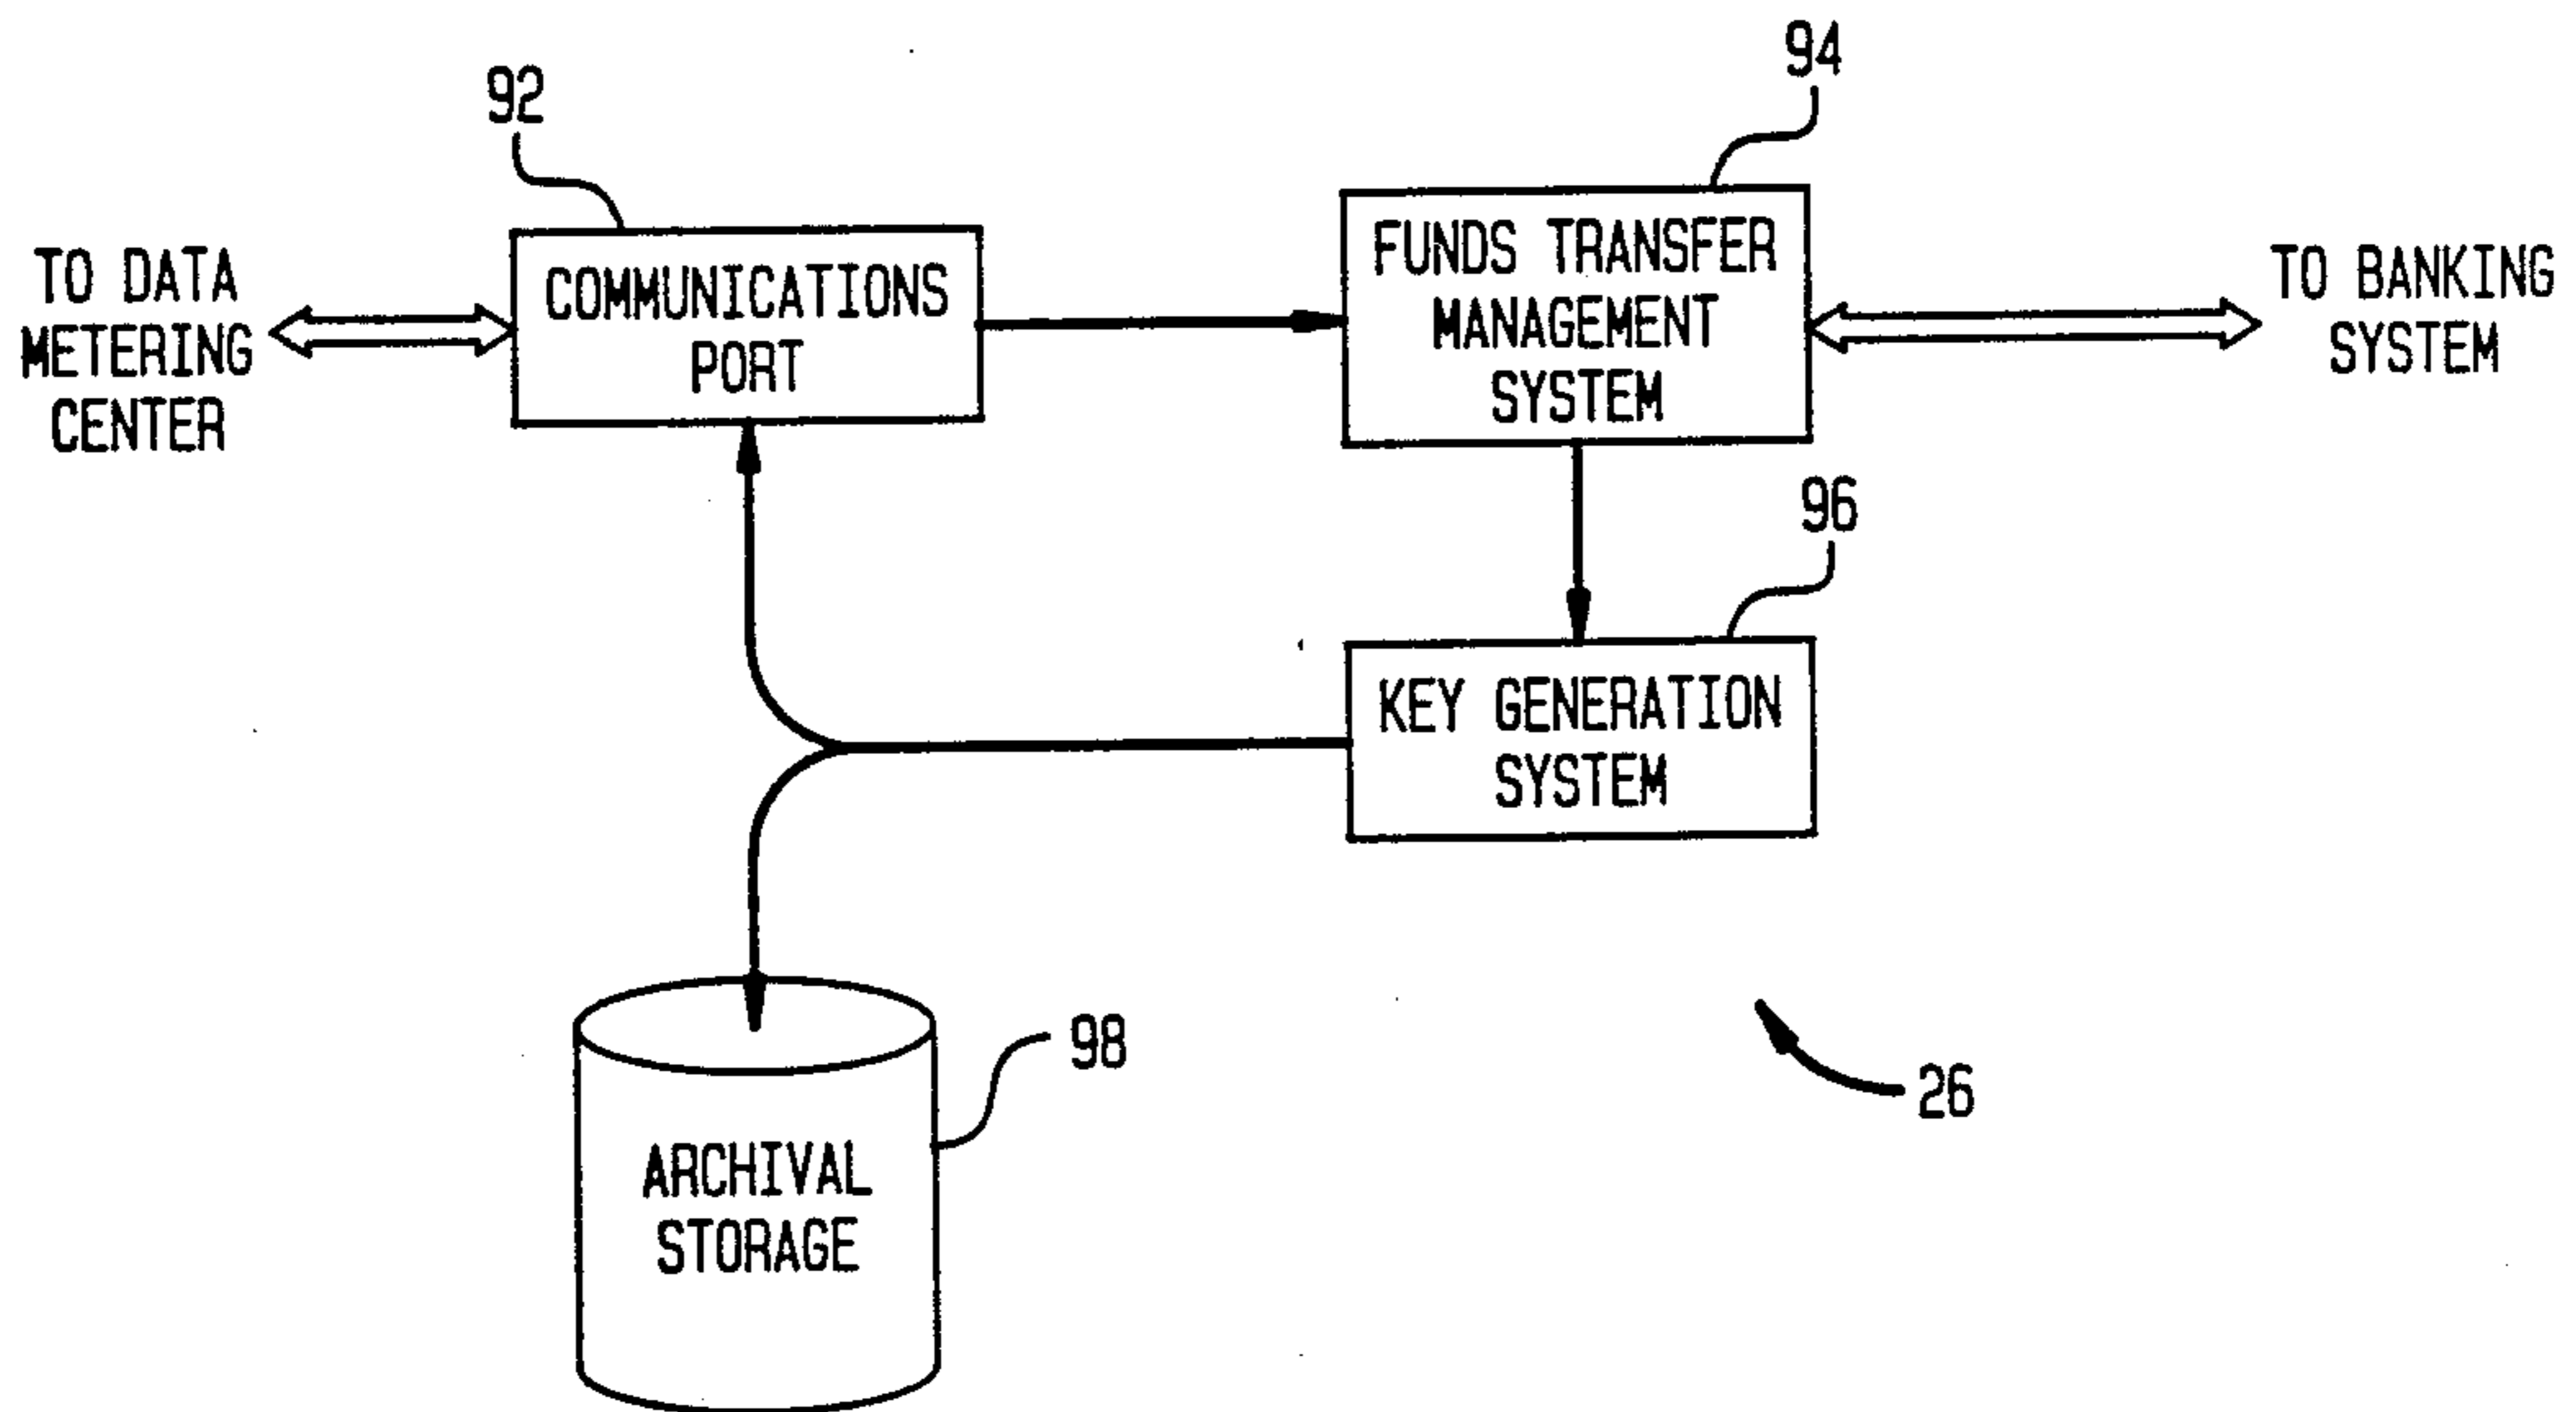 94
92
TO DATA
METERING
CENTER
COMMUNICATIONS
PORT
FUNDS TRANSFER
MANAGEMENT
SYSTEM
TO BANKING
SYSTEM
96
KEY GENERATION
SYSTEM
98
26
ARCHIVAL
STORAGE